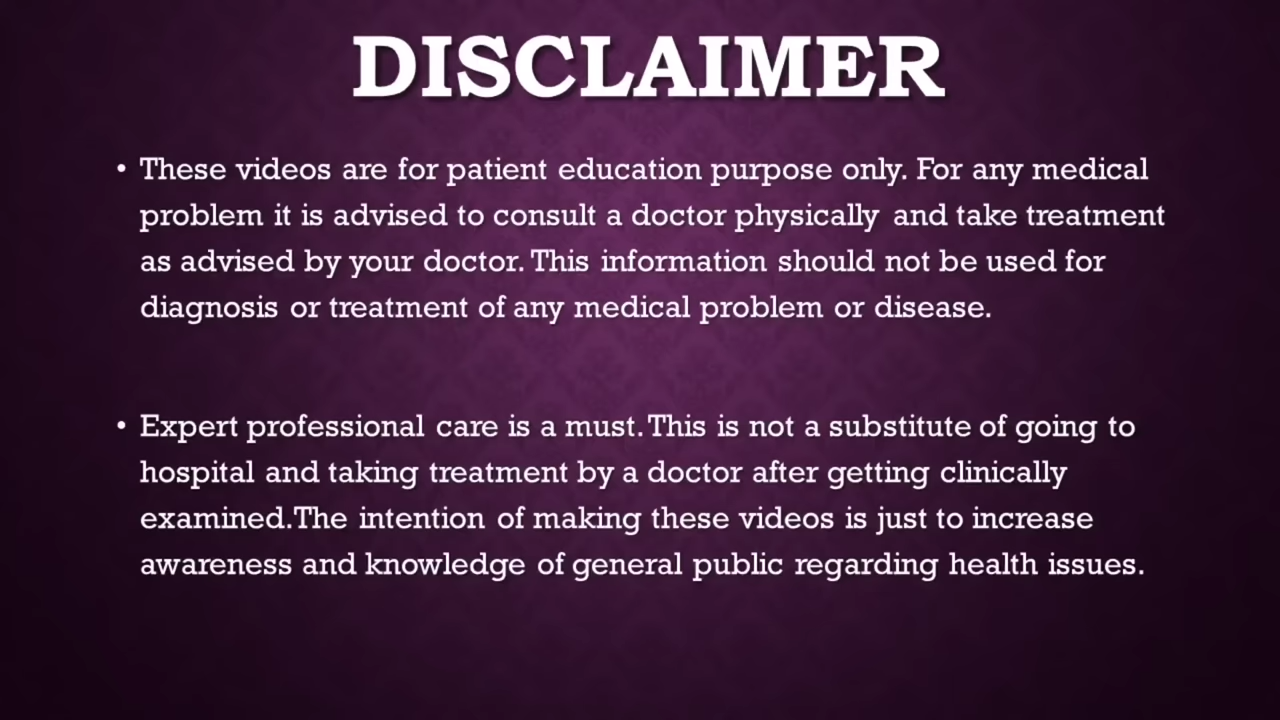 DISCLAIMER
• These videos are for patient education purpose only. For any medical
problem it is advised to consult a doctor physically and take treatment
as advised by your doctor. This information should not be used for
diagnosis or treatment of any medical problem or disease.
• Expert professional care is a must. This is not a substitute of going to
hospital and taking treatment by a doctor after getting clinically
examined.The intention of making these videos is just to increase
awareness and knowledge of general public regarding health issues.